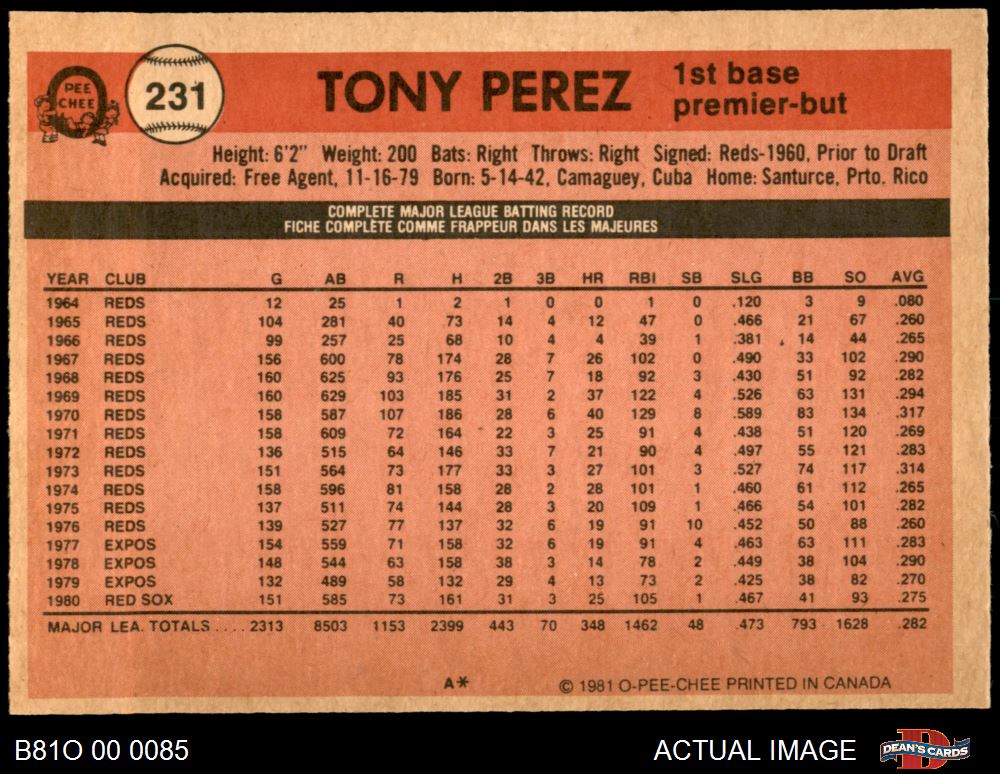 PEE
CHEE
231
TONY PEREZ
1st base
premier-but
Height: 6'2" Weight: 200 Bats: Right Throws: Right Signed: Reds-1960, Prior to Draft
Acquired: Free Agent, 11-16-79 Born: 5-14-42, Camaguey, Cuba Home: Santurce, Prto. Rico
COMPLETE MAJOR LEAGUE BATTING RECORD
FICHE COMPLÈTE COMME FRAPPEUR DANS LES MAJEURES
YEAR CLUB G AB R H 2B 3B HR RBI SB SLG BB SO AVG
1964 REDS 12 25 1 2 1 0 0 1 0 .120 3 9 .080
1965 REDS 104 281 40 73 14 4 12 47 0 .466 21 67 .260
1966 REDS 99 257 25 68 10 4 4 39 1 .381 14 44 .265
1967 REDS 156 600 78 174 28 7 26 102 0 .490 33 102 .290
1968 REDS 160 625 93 176 25 7 18 92 3 .430 51 92 .282
1969 REDS 160 629 103 185 31 2 37 122 4 .526 63 131 .294
1970 REDS 158 587 107 186 28 6 40 129 8 .589 83 134 .317
1971 REDS 158 609 72 164 22 3 25 91 4 .438 51 120 .269
1972 REDS 136 515 64 146 33 7 21 90 4 .497 55 121 .283
1973 REDS 151 564 73 177 33 3 27 101 3 .527 74 117 .314
1974 REDS 158 596 81 158 28 2 28 101 1 .460 61 112 .265
1975 REDS 137 511 74 144 28 3 20 109 1 .466 54 101 .282
1976 REDS 139 527 77 137 32 6 19 91 10 .452 50 88 .260
1977 EXPOS 154 559 71 158 32 6 19 91 4 .463 63 111 .283
1978 EXPOS 148 544 63 158 38 3 14 78 2 .449 38 104 .290
1979 EXPOS 132 489 58 132 29 4 13 73 2 .425 38 82 .270
1980 RED SOX 151 585 73 161 31 3 25 105 1 .467 41 93 .275
MAJOR LEA. TOTALS .... 2313 8503 1153 2399 443 70 348 1462 48 .473 793 1628 .282
A* © 1981 O-PEE-CHEE PRINTED IN CANADA
B81O 00 0085 ACTUAL IMAGE DEAN'S CARDS